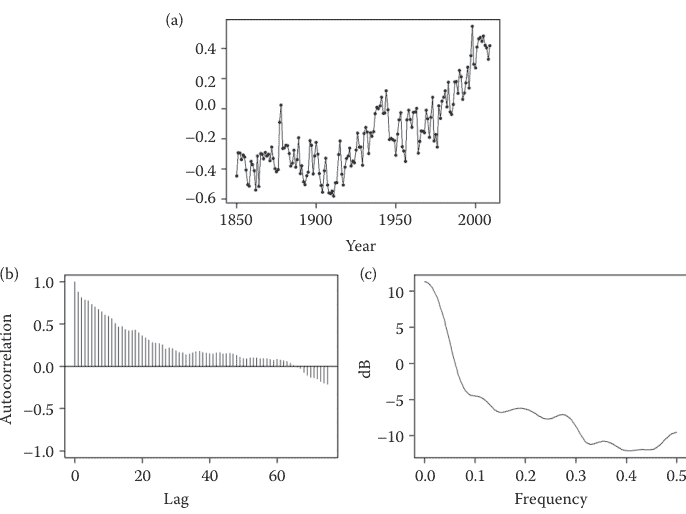 (a)
0.4
0.2
0.0
−0.2
−0.4
−0.6
1850 1900 1950 2000
Year
(b)
1.0
0.5
0.0
−0.5
−1.0
Autocorrelation
0 20 40 60
Lag
(c)
10
5
0
−5
−10
dB
0.0 0.1 0.2 0.3 0.4 0.5
Frequency